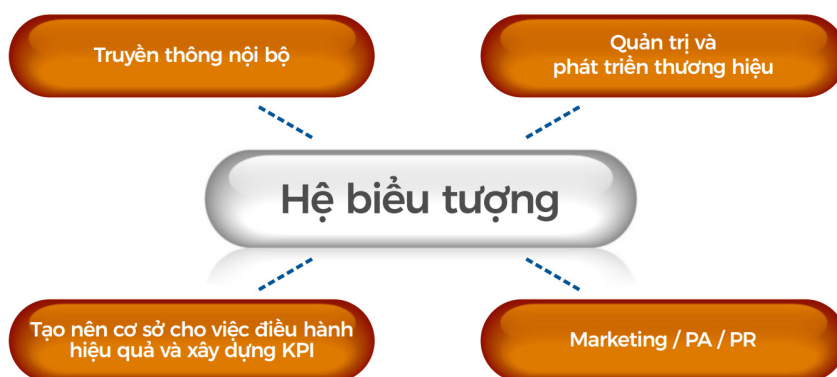 Truyền thông nội bộ
Quản trị và
phát triển thương hiệu
Hệ biểu tượng
Tạo nên cơ sở cho việc điều hành
hiệu quả và xây dựng KPI
Marketing / PA / PR